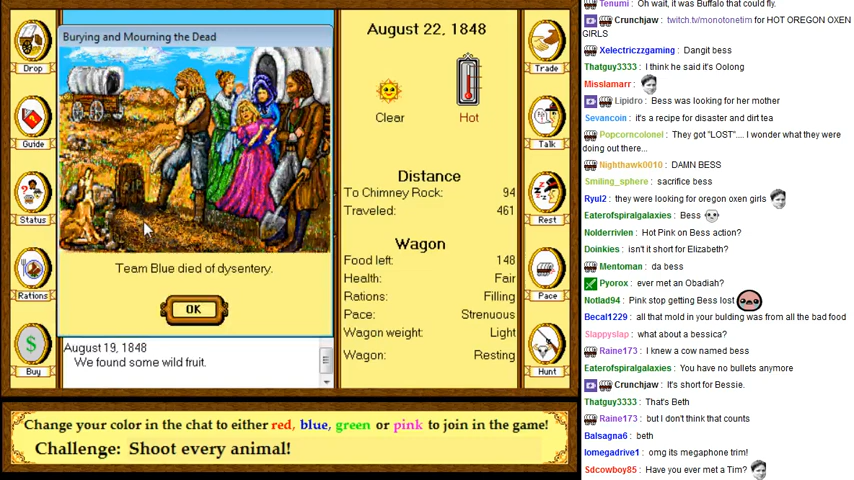 Burying and Mourning the Dead
Team Blue died of dysentery.
OK
August 19, 1848
We found some wild fruit.
Drop
Guide
Status
Rations
$
Buy
August 22, 1848
Clear
Hot
Distance
To Chimney Rock: 94
Traveled: 461
Wagon
Food left: 148
Health: Fair
Rations: Filling
Pace: Strenuous
Wagon weight: Light
Wagon: Resting
Trade
Talk
Rest
Pace
Hunt
Change your color in the chat to either red, blue, green or pink to join in the game!
Challenge: Shoot every animal!
Tenumi : Oh wait, it was Buffalo that could fly.
Crunchjaw : twitch.tv/monotonetim for HOT OREGON OXEN
GIRLS
Xelectriczzgaming : Dangit bess
Thatguy3333 : I think he said it's Oolong
Misslamarr :
Lipidro : Bess was looking for her mother
Sevancoin : it's a recipe for disaster and dirt tea
Popcorncolonel : They got "LOST".... I wonder what they were
doing out there...
Nighthawk0010 : DAMN BESS
Smiling_sphere : sacrifice bess
Ryul2 : they were looking for oregon oxen girls
Eaterofspiralgalaxies : Bess
Nolderrivlen : Hot Pink on Bess action?
Doinkies : isn't it short for Elizabeth?
Mentoman : da bess
Pyorox : ever met an Obadiah?
Notlad94 : Pink stop getting Bess lost
Becal1229 : all that mold in your bulding was from all the bad food
Slappyslap : what about a bessica?
Raine173 : I knew a cow named bess
Eaterofspiralgalaxies : You have no bullets anymore
Crunchjaw : It's short for Bessie.
Thatguy3333 : That's Beth
Raine173 : but I don't think that counts
Balsagna6 : beth
Iomegadrive1 : omg its megaphone trim!
Sdcowboy85 : Have you ever met a Tim?